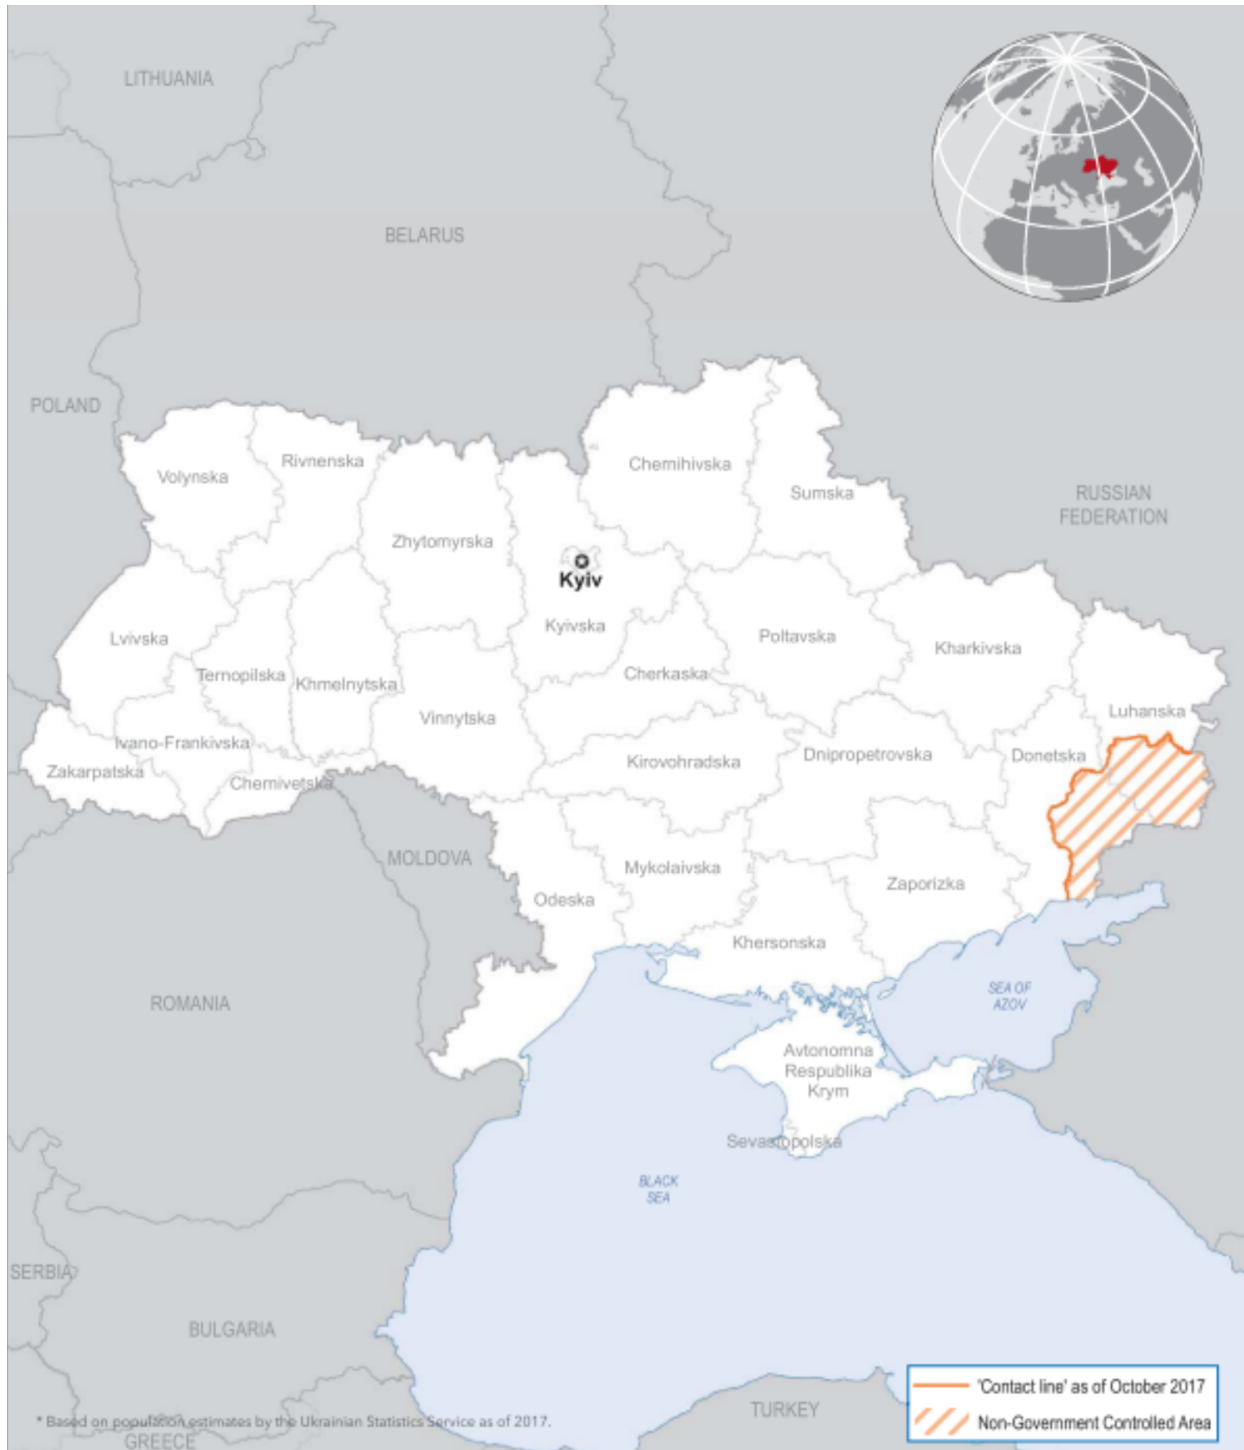 LITHUANIA
BELARUS
POLAND
RUSSIAN
FEDERATION
Volynska
Rivnenska
Chernihivska
Sumska
Zhytomyrska
Kyiv
Kyivska
Lvivska
Ternopilska
Khmelnytska
Vinnytska
Cherkaska
Poltavska
Kharkivska
Luhanska
Ivano-Frankivska
Zakarpatska
Chernivetska
Kirovohradska
Dnipropetrovska
Donetska
MOLDOVA
Odeska
Mykolaivska
Zaporizka
Khersonska
ROMANIA
SEA OF
AZOV
Avtonomna
Respublika
Krym
Sevastopolska
BLACK
SEA
SERBIA
BULGARIA
TURKEY
GREECE
* Based on population estimates by the Ukrainian Statistics Service as of 2017.
'Contact line' as of October 2017
Non-Government Controlled Area